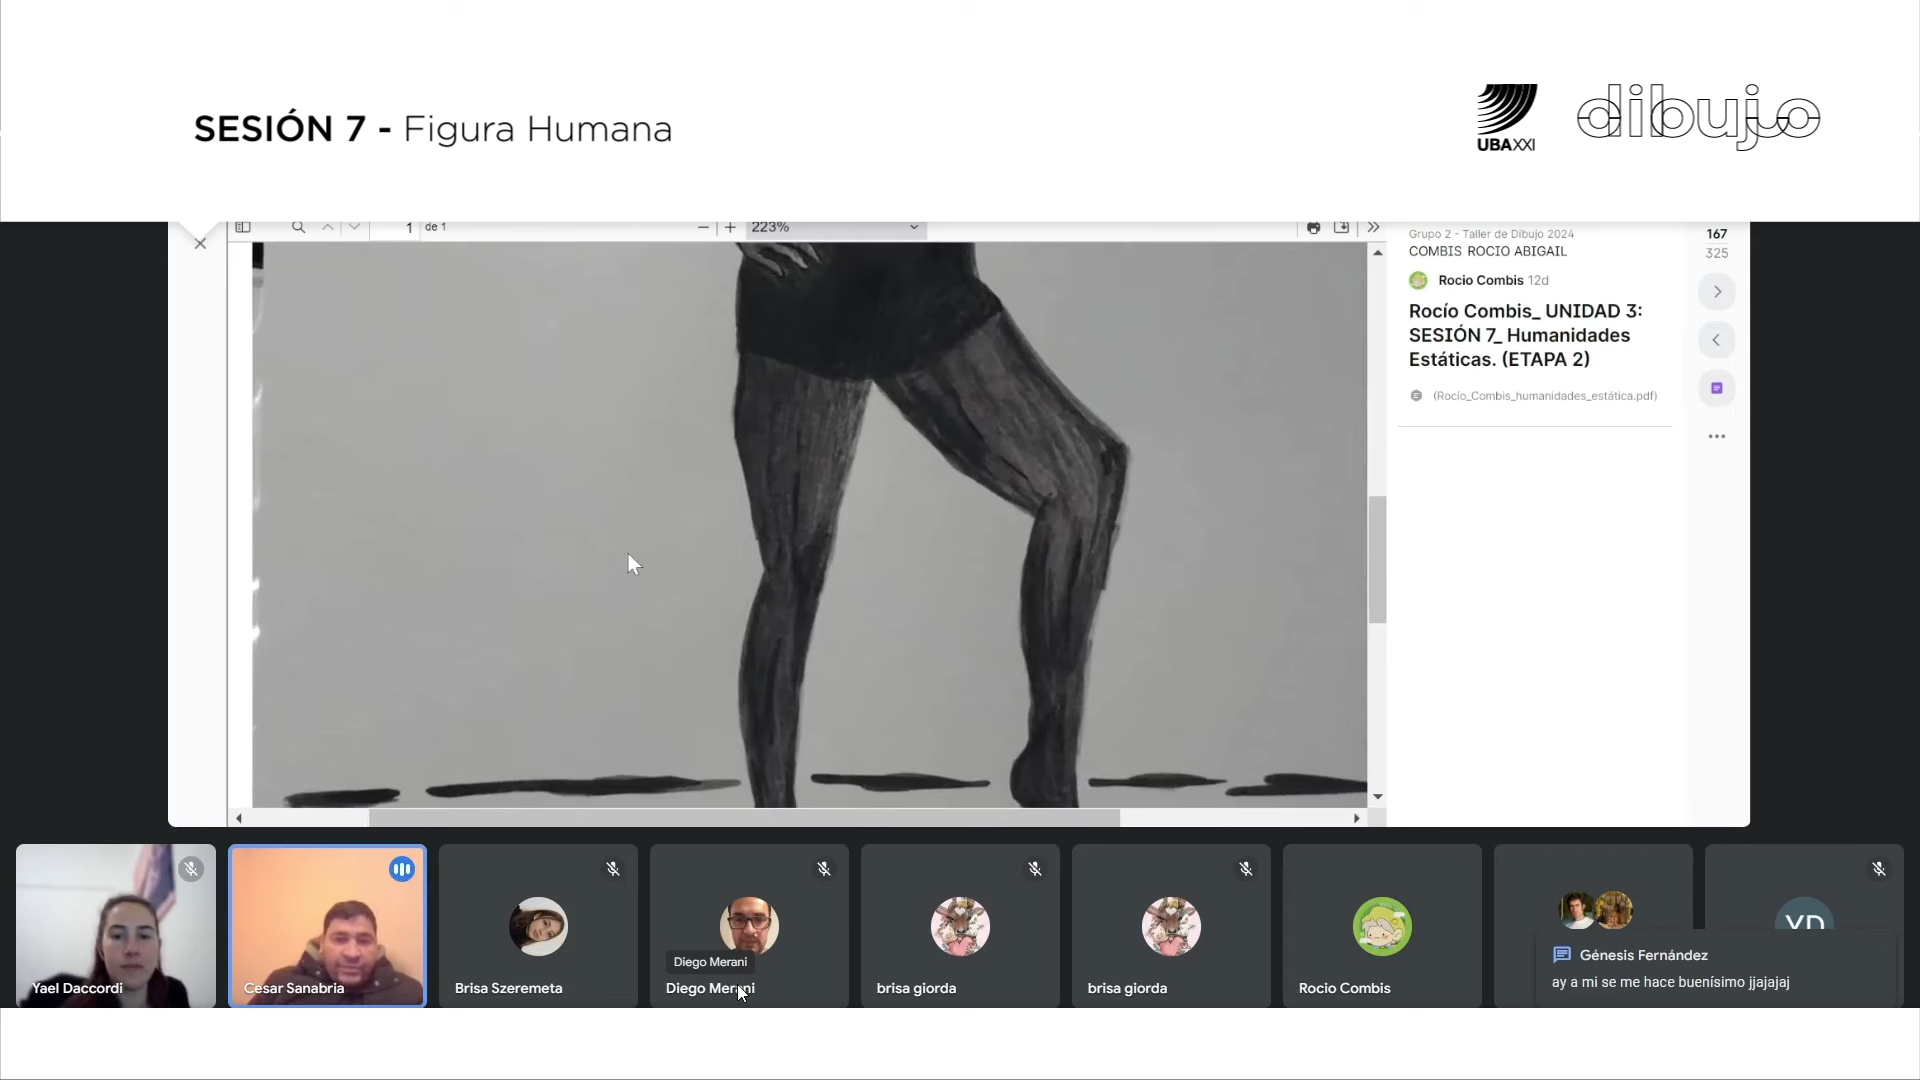 SESIÓN 7 - Figura Humana
UBAXXI
dibujo
1 de 1
223%
Grupo 2 - Taller de Dibujo 2024
COMBIS ROCIO ABIGAIL
Rocio Combis 12d
Rocío Combis_ UNIDAD 3:
SESIÓN 7_ Humanidades
Estáticas. (ETAPA 2)
(Rocío_Combis_humanidades_estática.pdf)
167
325
Yael Daccordi
Cesar Sanabria
Brisa Szeremeta
Diego Merani
Diego Merani
brisa giorda
brisa giorda
Rocio Combis
YD
Génesis Fernández
ay a mi se me hace buenísimo jjajajaj